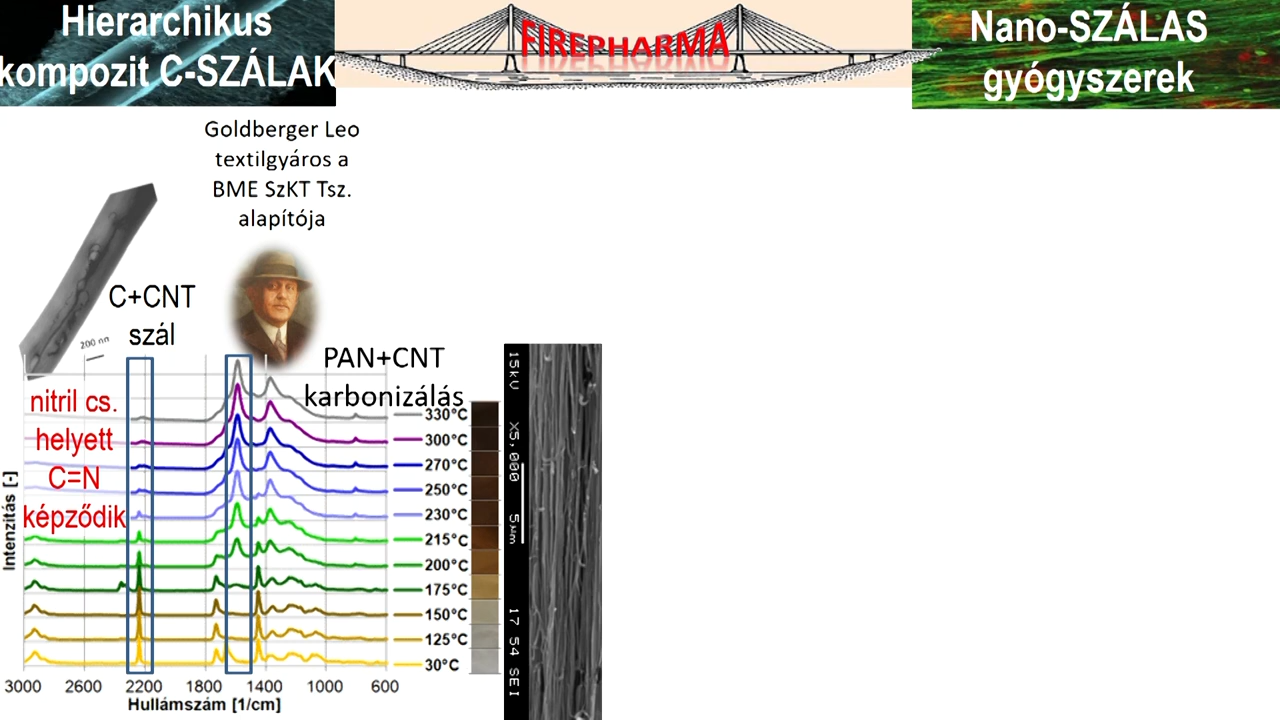 Hierarchikus
kompozit C-SZÁLAK
FIREPHARMA
Nano-SZÁLAS
gyógyszerek
Goldberger Leo
textilgyáros a
BME SzKT Tsz.
alapítója
C+CNT
szál
200 nm
PAN+CNT
karbonizálás
nitril cs.
helyett
C=N
képződik
Intenzitás [-]
330°C
300°C
270°C
250°C
230°C
215°C
200°C
175°C
150°C
125°C
30°C
3000 2600 2200 1800 1400 1000 600
Hullámszám [1/cm]
15kV X5,000 5μm 17 54 SEI